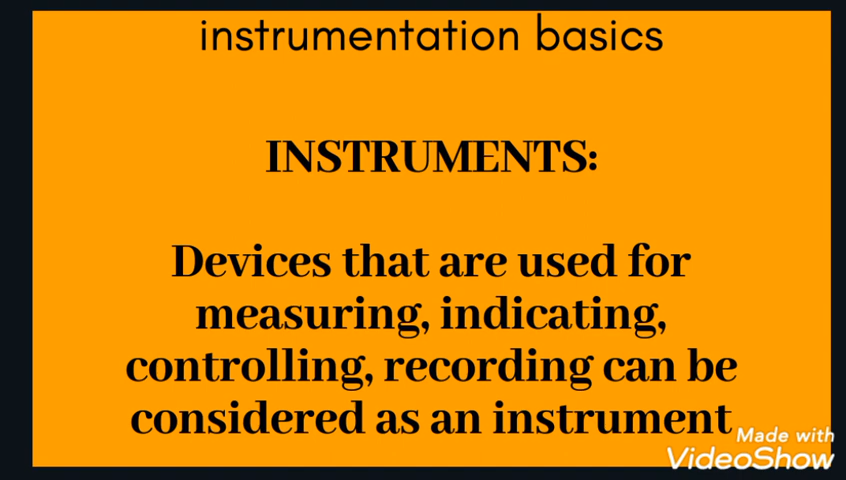 instrumentation basics
INSTRUMENTS:
Devices that are used for
measuring, indicating,
controlling, recording can be
considered as an instrument
Made with
VideoShow